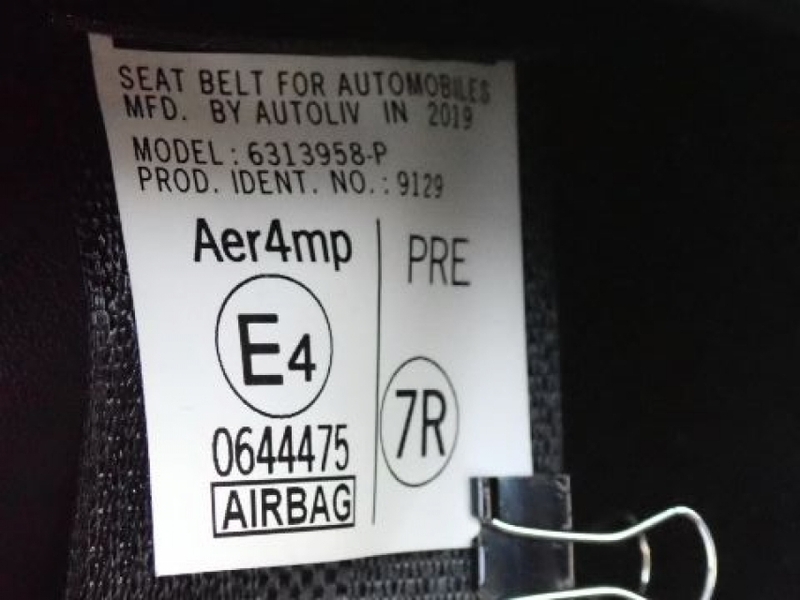 SEAT BELT FOR AUTOMOBILES
MFD. BY AUTOLIV IN 2019
MODEL: 6313958-P
PROD. IDENT. NO.: 9129
Aer4mp
E4
0644475
AIRBAG
PRE
7R